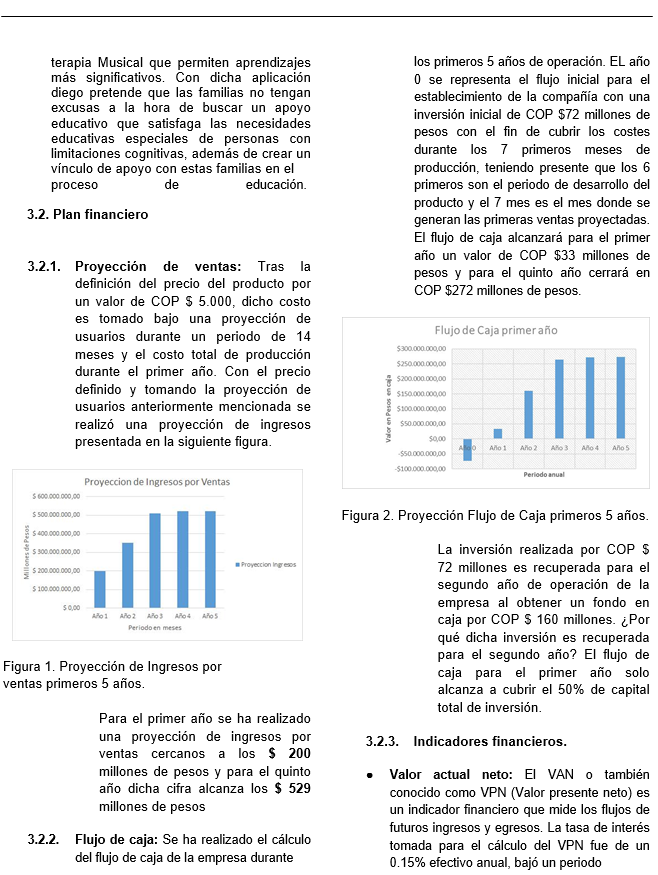 terapia Musical que permiten aprendizajes
más significativos. Con dicha aplicación
diego pretende que las familias no tengan
excusas a la hora de buscar un apoyo
educativo que satisfaga las necesidades
educativas especiales de personas con
limitaciones cognitivas, además de crear un
vínculo de apoyo con estas familias en el
proceso de educación.
3.2. Plan financiero
3.2.1. Proyección de ventas: Tras la
definición del precio del producto por
un valor de COP $ 5.000, dicho costo
es tomado bajo una proyección de
usuarios durante un periodo de 14
meses y el costo total de producción
durante el primer año. Con el precio
definido y tomando la proyección de
usuarios anteriormente mencionada se
realizó una proyección de ingresos
presentada en la siguiente figura.
Proyeccion de Ingresos por Ventas
Millones de Pesos
$ 600.000.000,00
$ 500.000.000,00
$ 400.000.000,00
$ 300.000.000,00
$ 200.000.000,00
$ 100.000.000,00
$ 0,00
Año 1 Año 2 Año 3 Año 4 Año 5
Periodo en meses
Proyeccion Ingresos
Figura 1. Proyección de Ingresos por
ventas primeros 5 años.
Para el primer año se ha realizado
una proyección de ingresos por
ventas cercanos a los $ 200
millones de pesos y para el quinto
año dicha cifra alcanza los $ 529
millones de pesos
3.2.2. Flujo de caja: Se ha realizado el cálculo
del flujo de caja de la empresa durante
los primeros 5 años de operación. EL año
0 se representa el flujo inicial para el
establecimiento de la compañía con una
inversión inicial de COP $72 millones de
pesos con el fin de cubrir los costes
durante los 7 primeros meses de
producción, teniendo presente que los 6
primeros son el periodo de desarrollo del
producto y el 7 mes es el mes donde se
generan las primeras ventas proyectadas.
El flujo de caja alcanzará para el primer
año un valor de COP $33 millones de
pesos y para el quinto año cerrará en
COP $272 millones de pesos.
Flujo de Caja primer año
Valor en Pesos en caja
$300.000.000,00
$250.000.000,00
$200.000.000,00
$150.000.000,00
$100.000.000,00
$50.000.000,00
$0,00
-$50.000.000,00
-$100.000.000,00
Año 0 Año 1 Año 2 Año 3 Año 4 Año 5
Periodo anual
Figura 2. Proyección Flujo de Caja primeros 5 años.
La inversión realizada por COP $
72 millones es recuperada para el
segundo año de operación de la
empresa al obtener un fondo en
caja por COP $ 160 millones. ¿Por
qué dicha inversión es recuperada
para el segundo año? El flujo de
caja para el primer año solo
alcanza a cubrir el 50% de capital
total de inversión.
3.2.3. Indicadores financieros.
● Valor actual neto: El VAN o también
conocido como VPN (Valor presente neto) es
un indicador financiero que mide los flujos de
futuros ingresos y egresos. La tasa de interés
tomada para el cálculo del VPN fue de un
0.15% efectivo anual, bajó un periodo